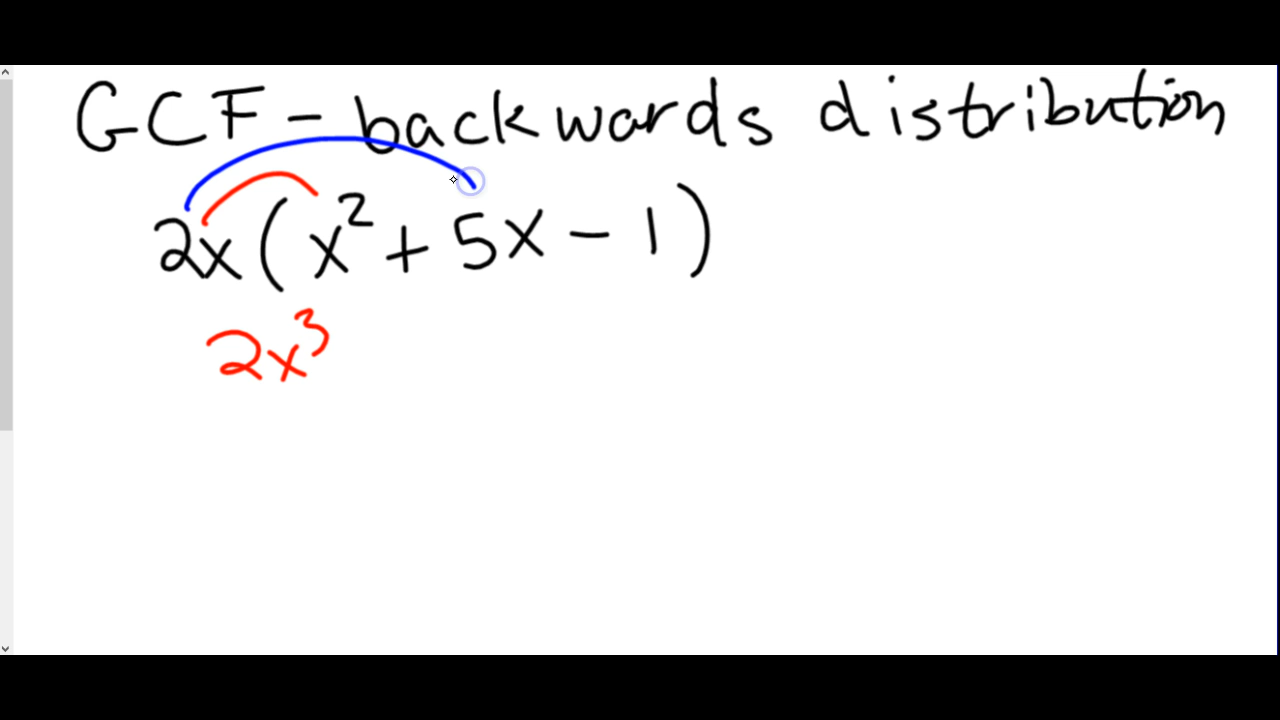 GCF - backwards distribution
2x(x² + 5x - 1)
2x³